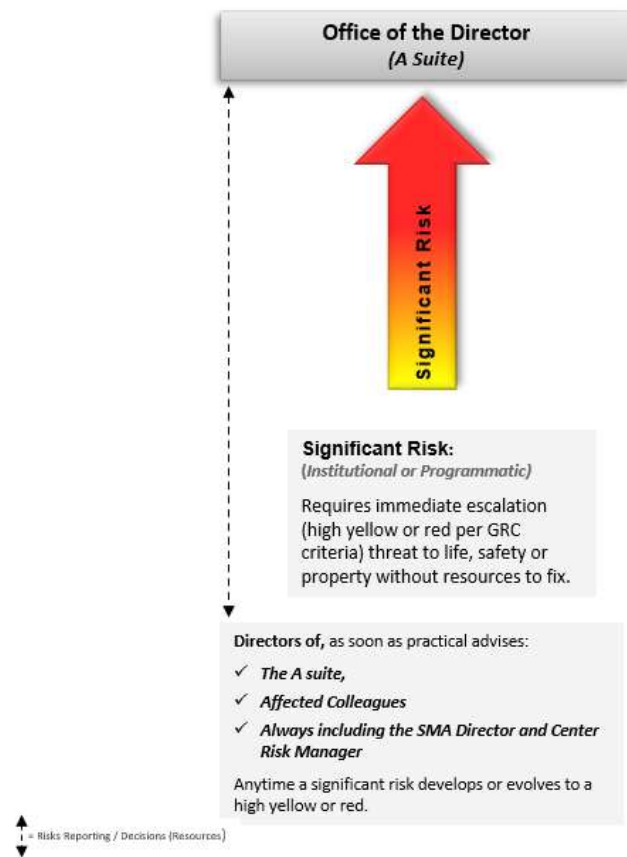 Office of the Director
(A Suite)
Significant Risk
Significant Risk:
(Institutional or Programmatic)
Requires immediate escalation
(high yellow or red per GRC
criteria) threat to life, safety or
property without resources to fix.
Directors of, as soon as practical advises:
✓ The A suite,
✓ Affected Colleagues
✓ Always including the SMA Director and Center
Risk Manager
Anytime a significant risk develops or evolves to a
high yellow or red.
= Risks Reporting / Decisions (Resources)